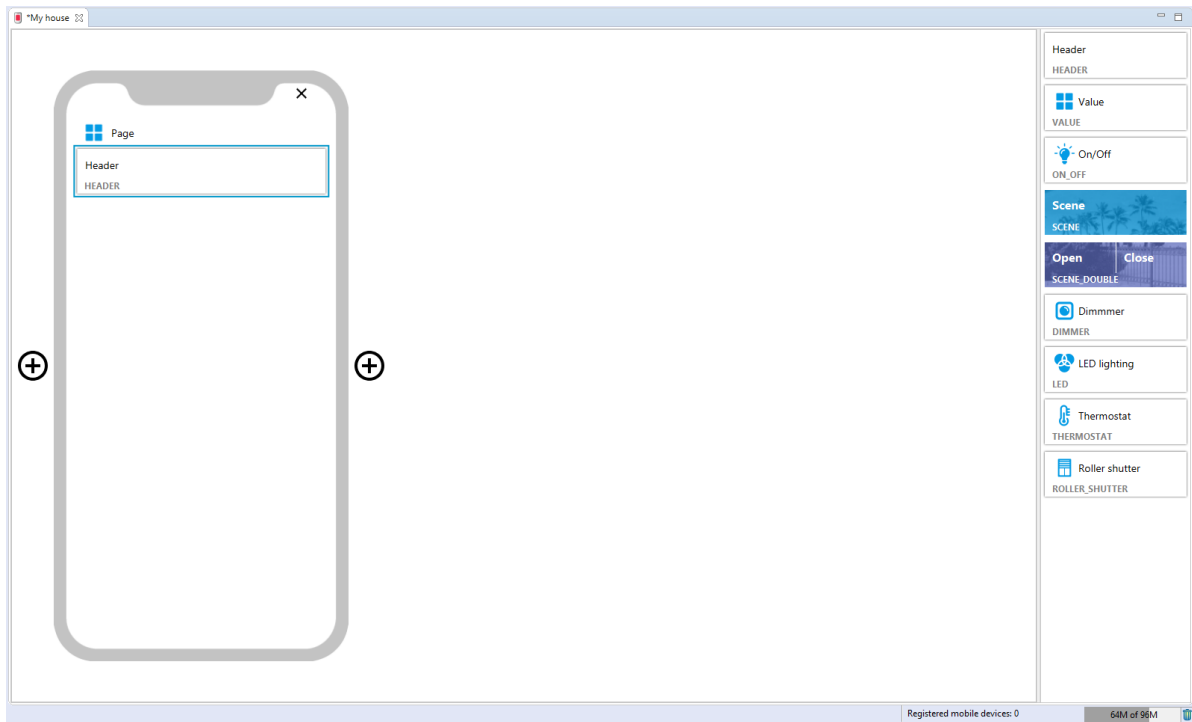 *My house
Page
Header
HEADER
Header
HEADER
Value
VALUE
On/Off
ON_OFF
Scene
SCENE
Open Close
SCENE_DOUBLE
Dimmmer
DIMMER
LED lighting
LED
Thermostat
THERMOSTAT
Roller shutter
ROLLER_SHUTTER
Registered mobile devices: 0
64M of 96M